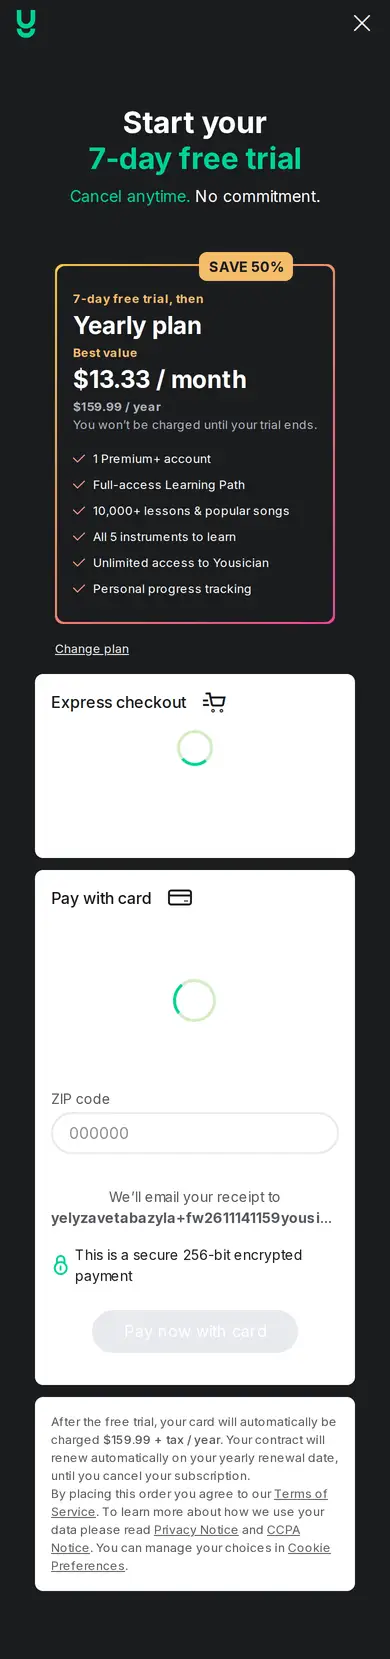 Start your
7-day free trial
Cancel anytime. No commitment.
SAVE 50%
7-day free trial, then
Yearly plan
Best value
$13.33 / month
$159.99 / year
You won't be charged until your trial ends.
1 Premium+ account
Full-access Learning Path
10,000+ lessons & popular songs
All 5 instruments to learn
Unlimited access to Yousician
Personal progress tracking
Change plan
Express checkout
Pay with card
ZIP code
000000
We'll email your receipt to
yelyzavetabazyla+fw2611141159yousi...
This is a secure 256-bit encrypted
payment
Pay now with card
After the free trial, your card will automatically be
charged $159.99 + tax / year. Your contract will
renew automatically on your yearly renewal date,
until you cancel your subscription.
By placing this order you agree to our Terms of
Service. To learn more about how we use your
data please read Privacy Notice and CCPA
Notice. You can manage your choices in Cookie
Preferences.